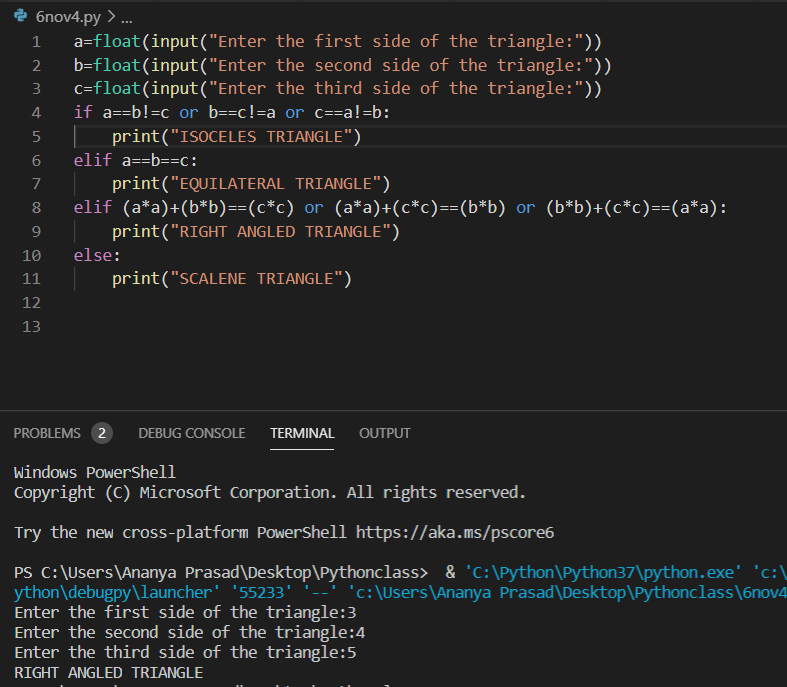 6nov4.py > ...
1 a=float(input("Enter the first side of the triangle:"))
2 b=float(input("Enter the second side of the triangle:"))
3 c=float(input("Enter the third side of the triangle:"))
4 if a==b!=c or b==c!=a or c==a!=b:
5     print("ISOCELES TRIANGLE")
6 elif a==b==c:
7     print("EQUILATERAL TRIANGLE")
8 elif (a*a)+(b*b)==(c*c) or (a*a)+(c*c)==(b*b) or (b*b)+(c*c)==(a*a):
9     print("RIGHT ANGLED TRIANGLE")
10 else:
11     print("SCALENE TRIANGLE")
12
13
PROBLEMS 2 DEBUG CONSOLE TERMINAL OUTPUT
Windows PowerShell
Copyright (C) Microsoft Corporation. All rights reserved.
Try the new cross-platform PowerShell https://aka.ms/pscore6
PS C:\Users\Ananya Prasad\Desktop\Pythonclass>  & 'C:\Python\Python37\python.exe' 'c:\
ython\debugpy\launcher' '55233' '--' 'c:\Users\Ananya Prasad\Desktop\Pythonclass\6nov4
Enter the first side of the triangle:3
Enter the second side of the triangle:4
Enter the third side of the triangle:5
RIGHT ANGLED TRIANGLE